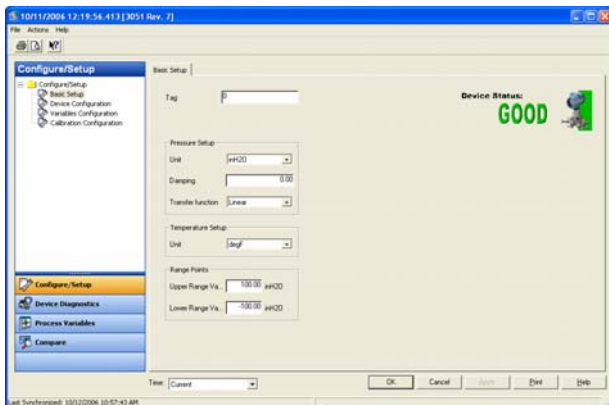 10/11/2006 12:19:56.413 [3051 Rev. 7]
File Actions Help
Configure/Setup
Configure/Setup
Basic Setup
Device Configuration
Variables Configuration
Calibration Configuration
Configure/Setup
Device Diagnostics
Process Variables
Compare
Basic Setup
Tag 0
Device Status:
GOOD
Pressure Setup
Unit inH2O
Damping 0.00
Transfer function Linear
Temperature Setup
Unit degF
Range Points
Upper Range Va... 100.00 inH2O
Lower Range Va... -100.00 inH2O
Time: Current
OK Cancel Apply Print Help
Last Synchronized: 10/12/2006 10:57:43 AM